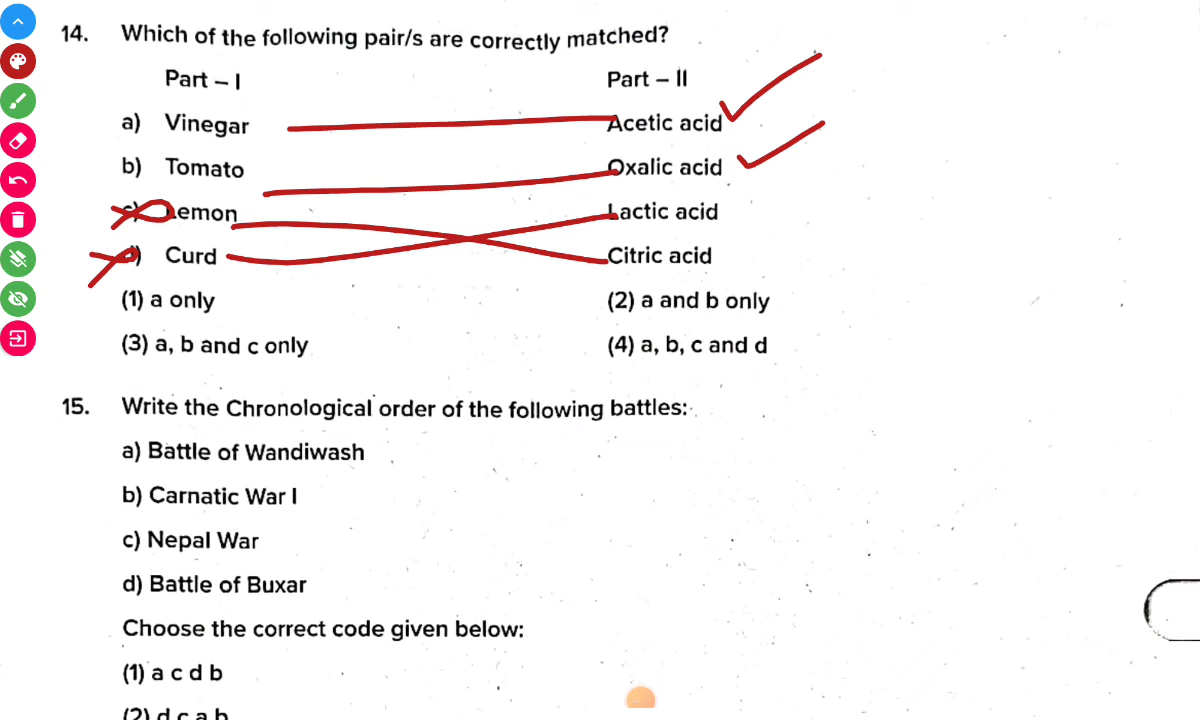 14. Which of the following pair/s are correctly matched?
Part – I Part – II
a) Vinegar Acetic acid
b) Tomato Oxalic acid
c) Lemon Lactic acid
d) Curd Citric acid
(1) a only (2) a and b only
(3) a, b and c only (4) a, b, c and d
15. Write the Chronological order of the following battles:
a) Battle of Wandiwash
b) Carnatic War I
c) Nepal War
d) Battle of Buxar
Choose the correct code given below:
(1) a c d b
(2) d c a b